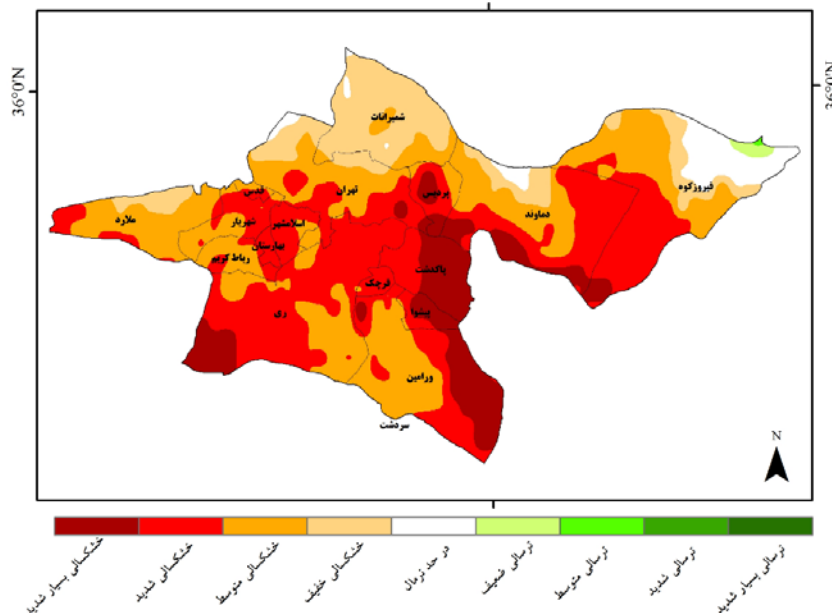 36°0'N
36°0'N
شمیرانات
فیروزکوه
تهران
قدس
پردیس
دماوند
ملارد
شهریار
اسلامشهر
بهارستان
رباط کریم
پاکدشت
قرچک
پیشوا
ری
ورامین
سردشت
N
خشکسالی بسیار شدید
خشکسالی شدید
خشکسالی متوسط
خشکسالی خفیف
در حد نرمال
ترسالی ضعیف
ترسالی متوسط
ترسالی شدید
ترسالی بسیار شدید